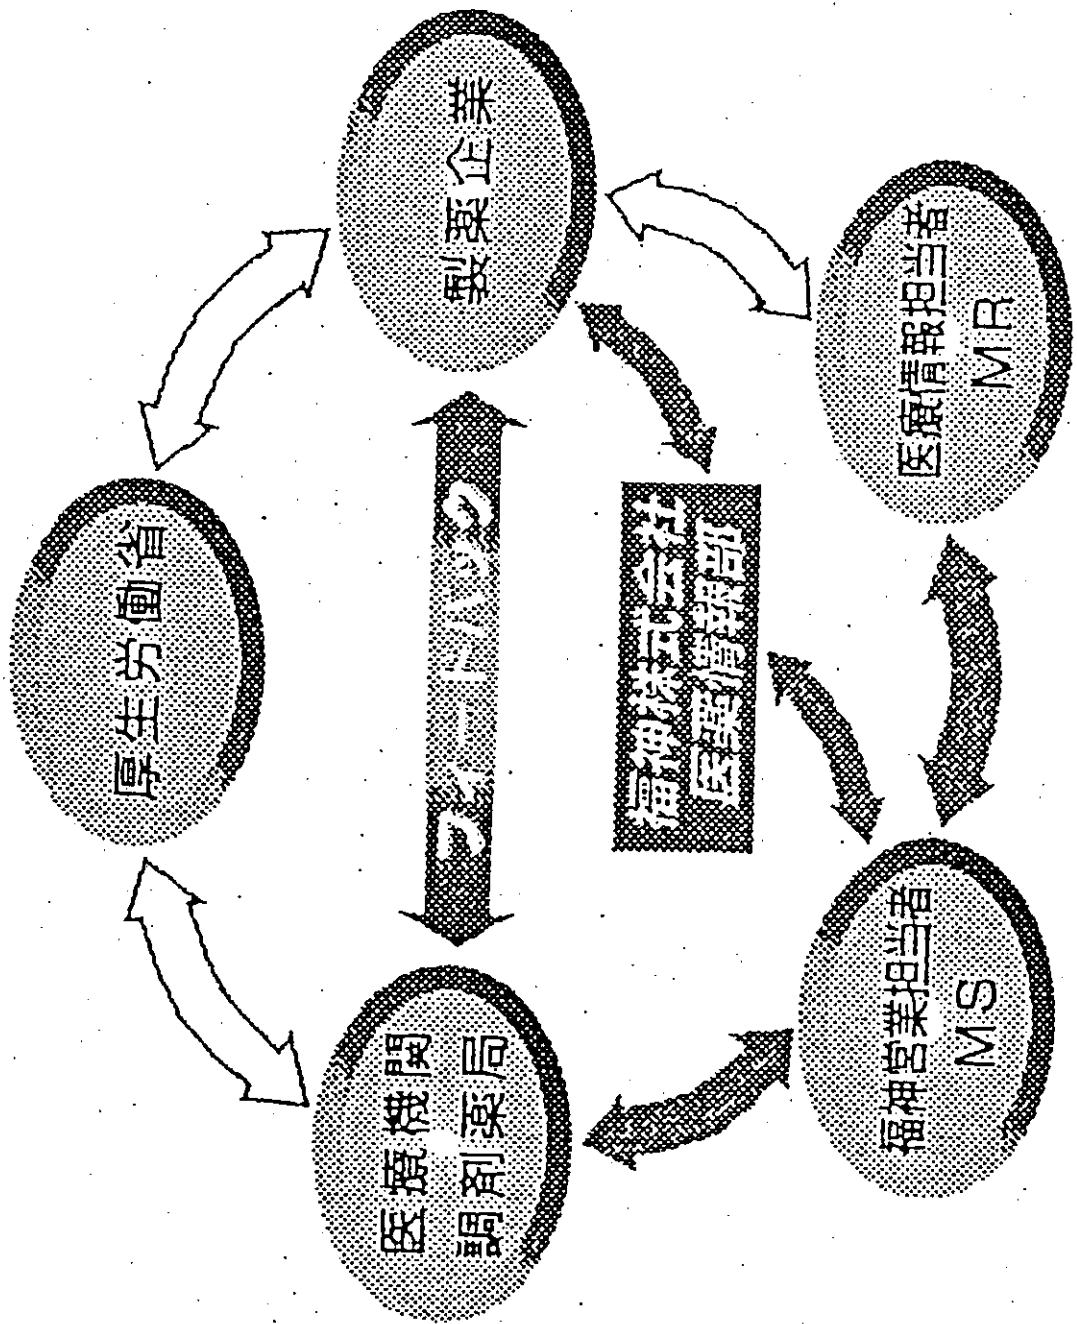 厚生労働省
医療機関
調剤薬局
フィードバック
製薬企業
福神株式会社
医薬情報部
福神営業担当者
MS
医療情報担当者
MR